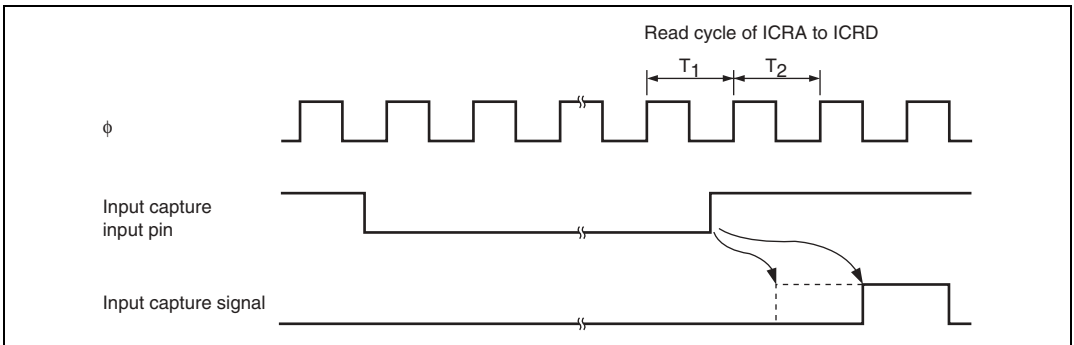 Read cycle of ICRA to ICRD
T1
T2
ϕ
Input capture
input pin
Input capture signal